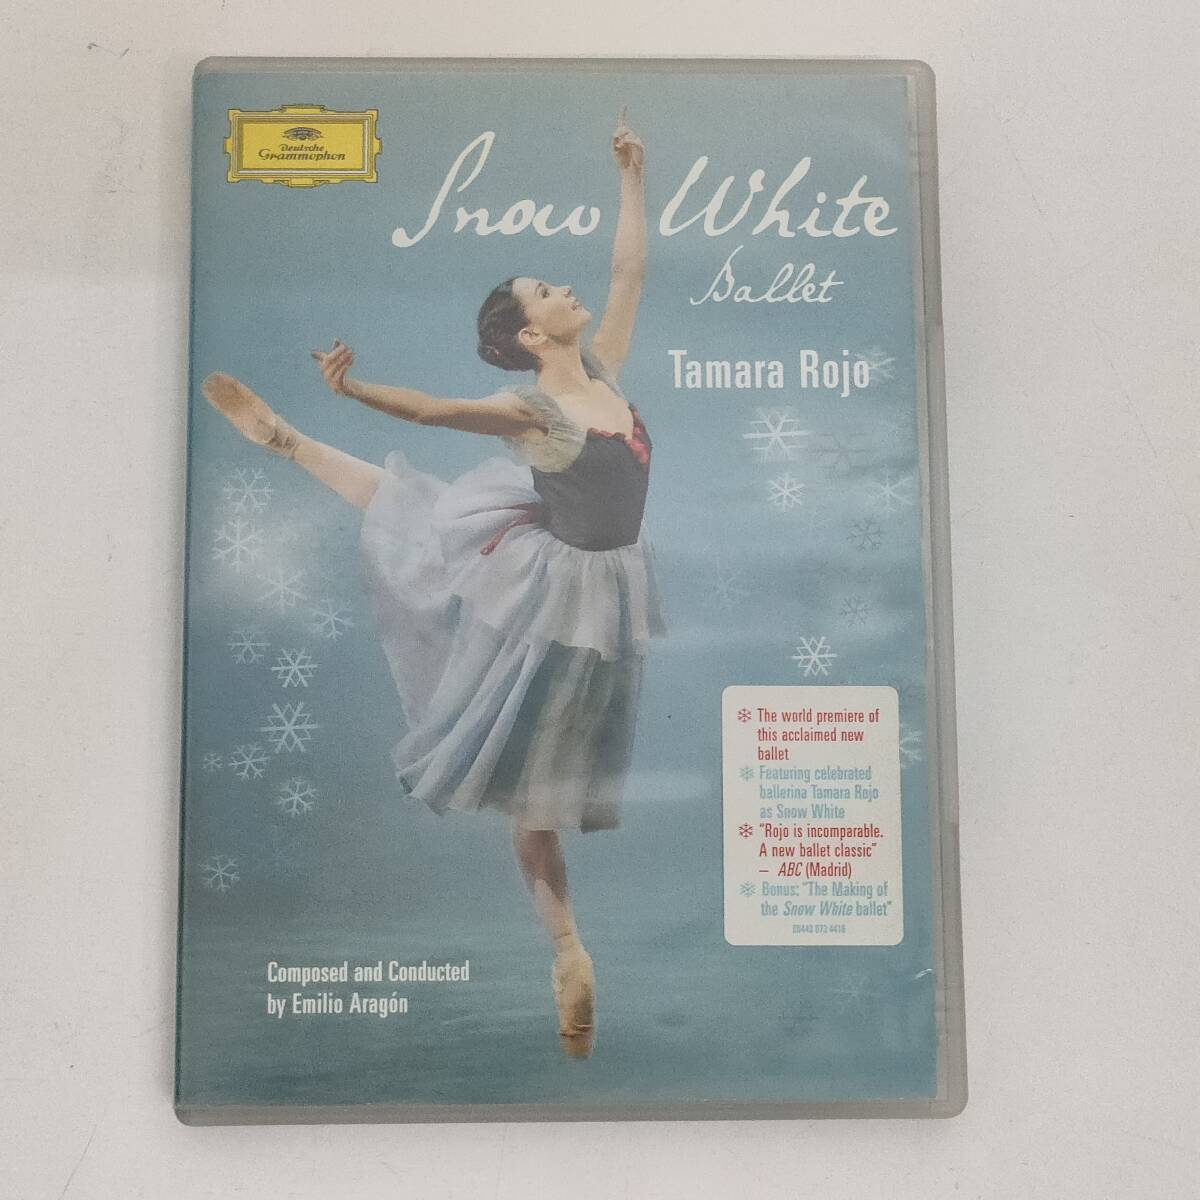 Deutsche
Grammophon
Snow White
Ballet
Tamara Rojo
The world premiere of
this acclaimed new
ballet
Featuring celebrated
ballerina Tamara Rojo
as Snow White
"Rojo is incomparable.
A new ballet classic"
– ABC (Madrid)
Bonus: "The Making of
the Snow White ballet"
Composed and Conducted
by Emilio Aragón